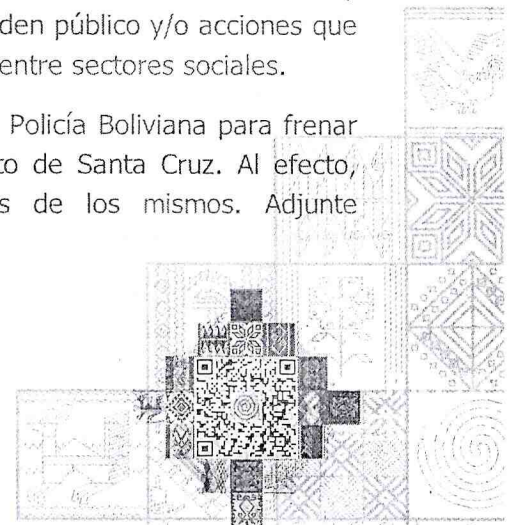 den público y/o acciones que
entre sectores sociales.
Policía Boliviana para frenar
to de Santa Cruz. Al efecto,
s de los mismos. Adjunte